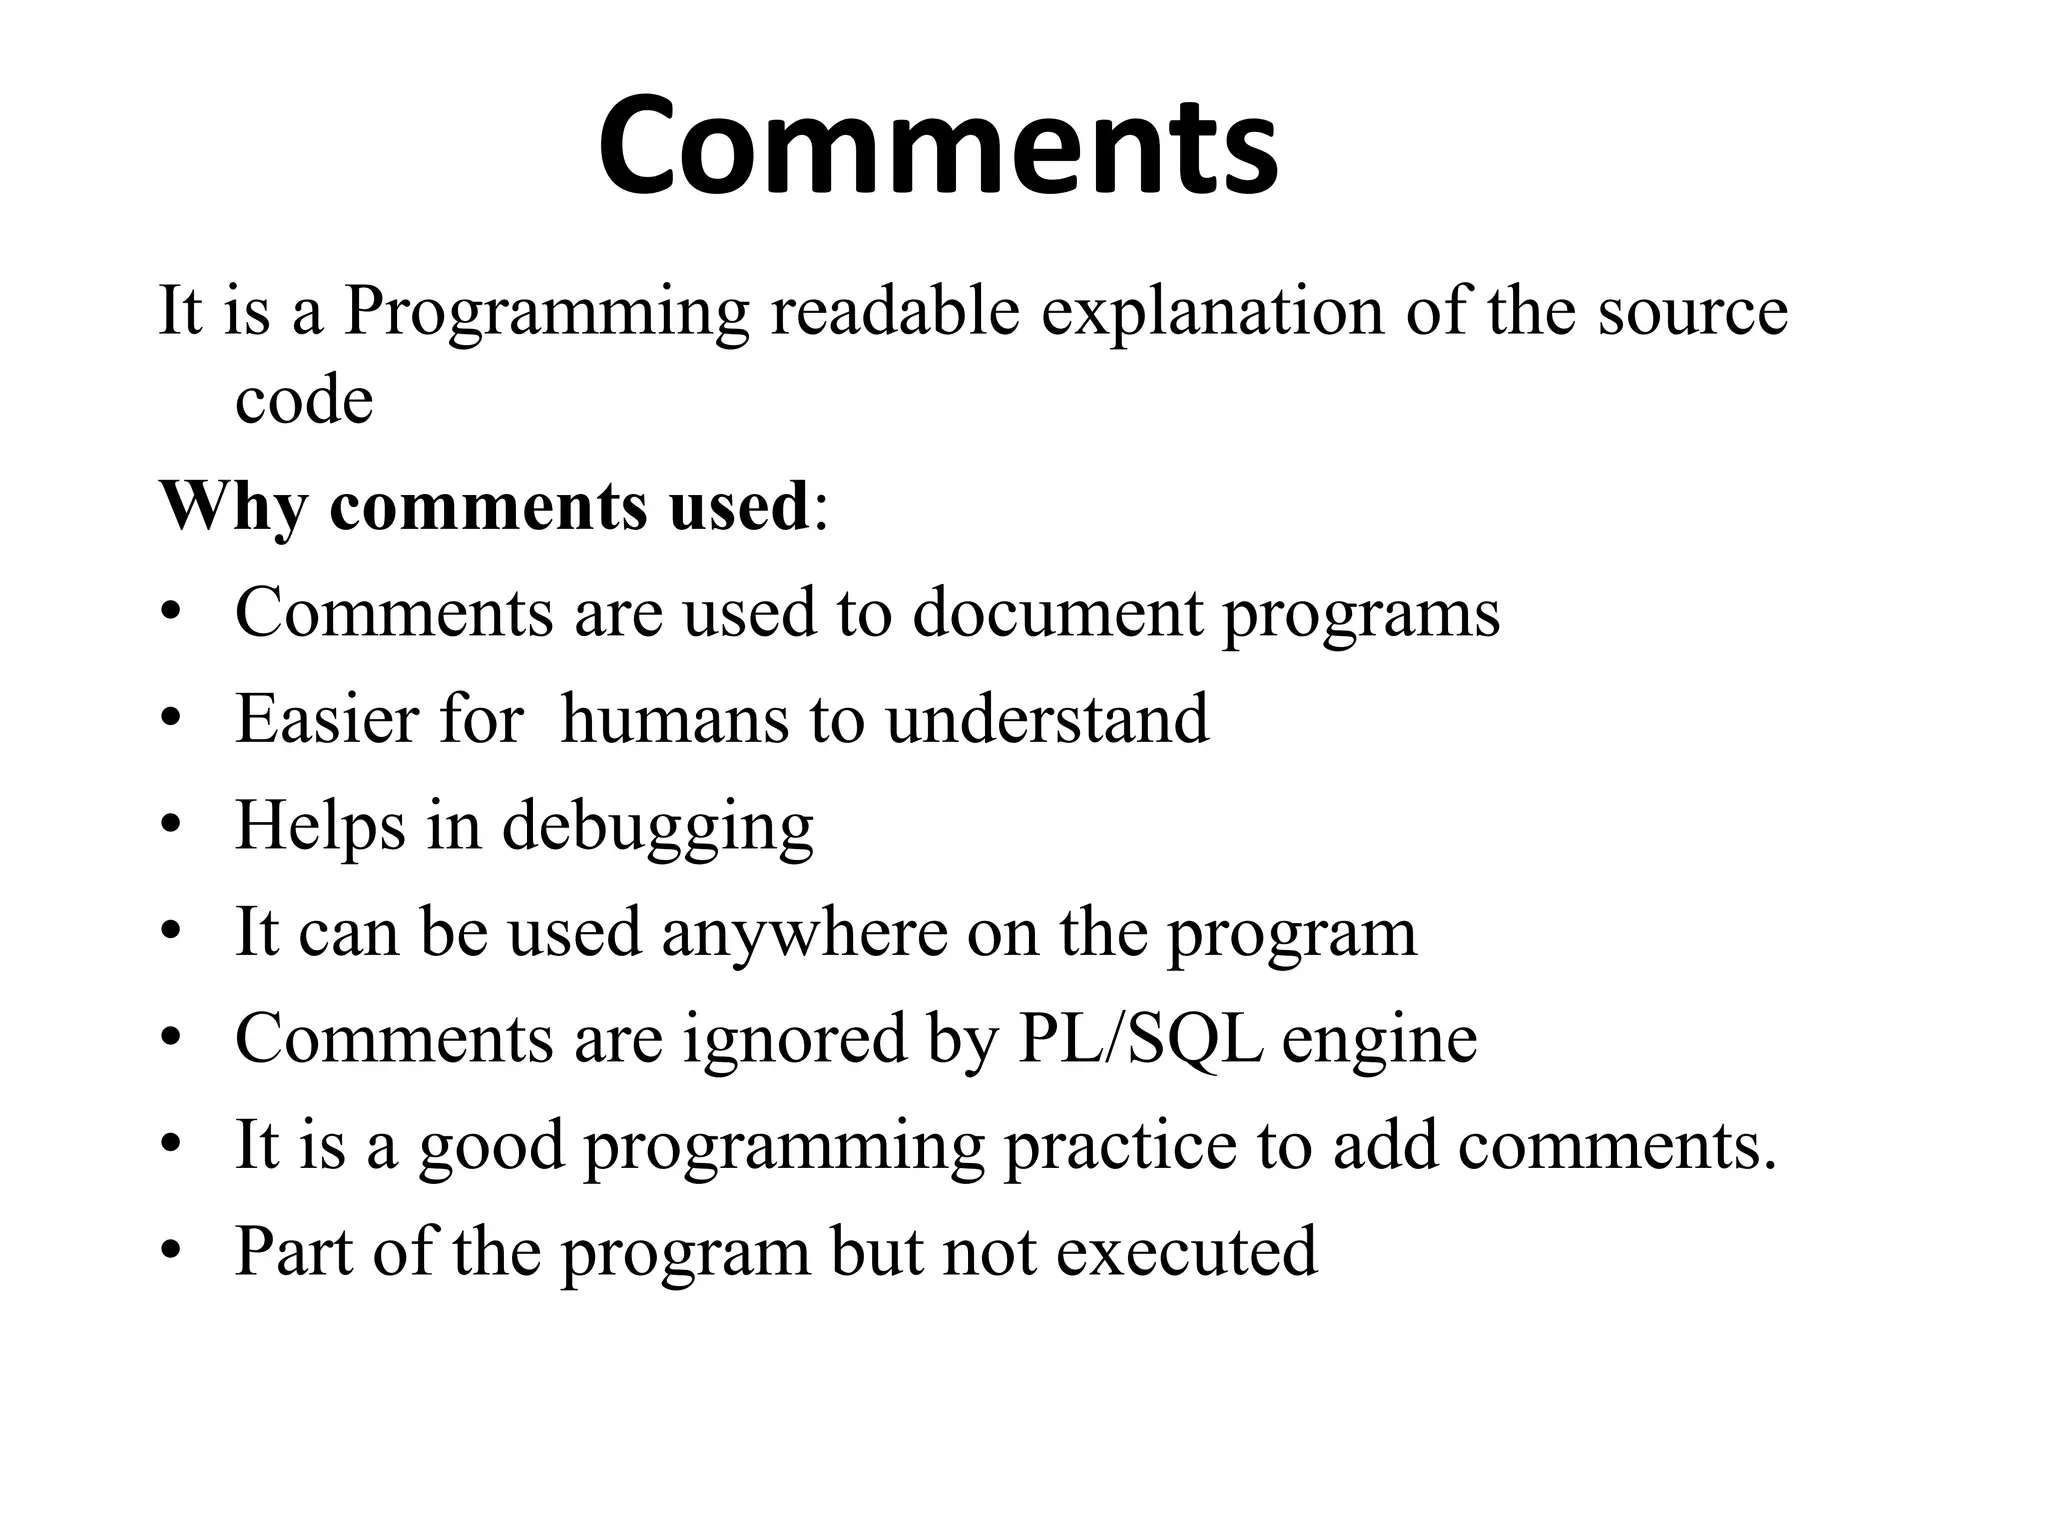 Comments
It is a Programming readable explanation of the source
code
Why comments used:
• Comments are used to document programs
• Easier for  humans to understand
• Helps in debugging
• It can be used anywhere on the program
• Comments are ignored by PL/SQL engine
• It is a good programming practice to add comments.
• Part of the program but not executed